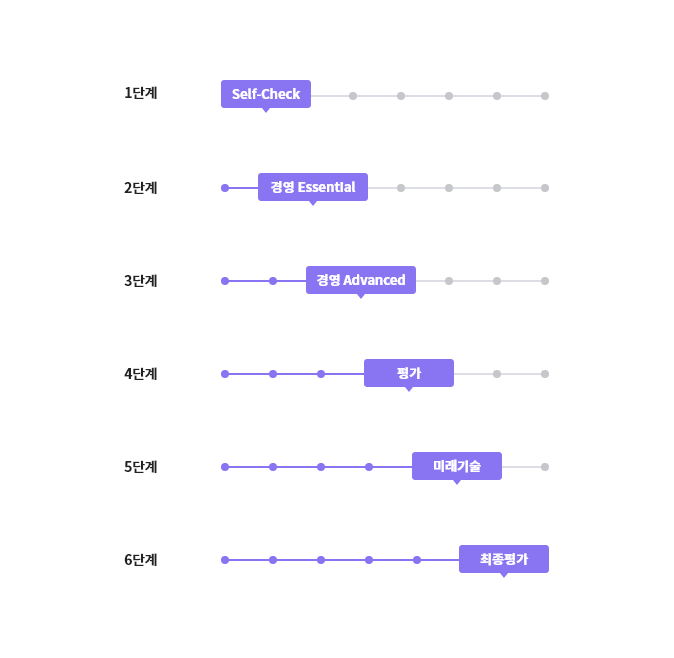 1단계 Self-Check
2단계 경영 Essential
3단계 경영 Advanced
4단계 평가
5단계 미래기술
6단계 최종평가